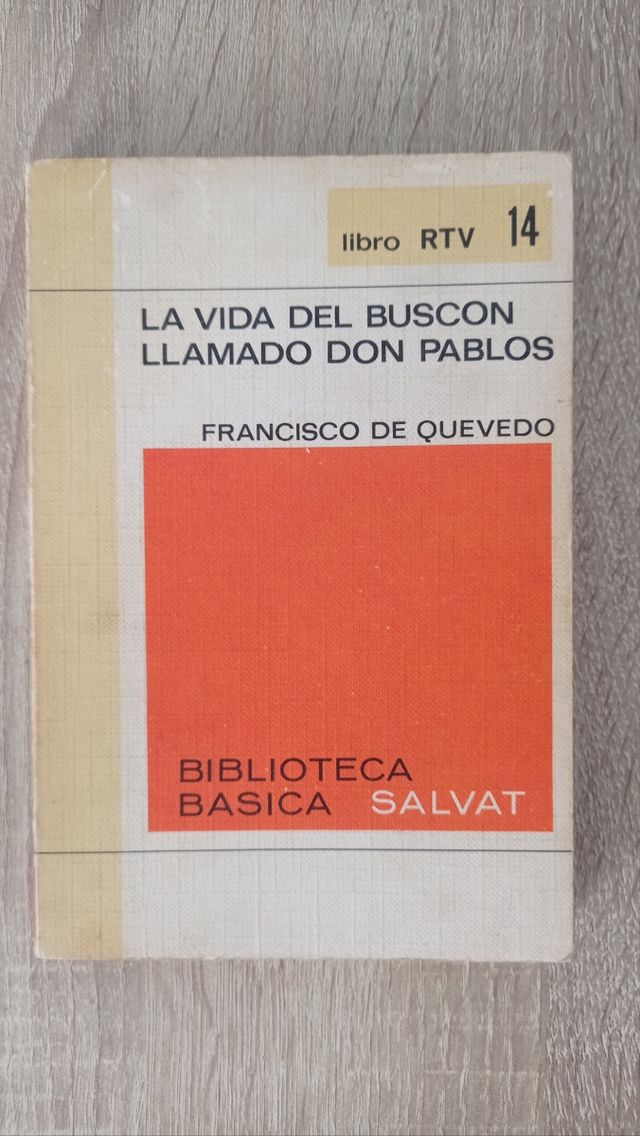 libro RTV 14
LA VIDA DEL BUSCON
LLAMADO DON PABLOS
FRANCISCO DE QUEVEDO
BIBLIOTECA
BASICA SALVAT